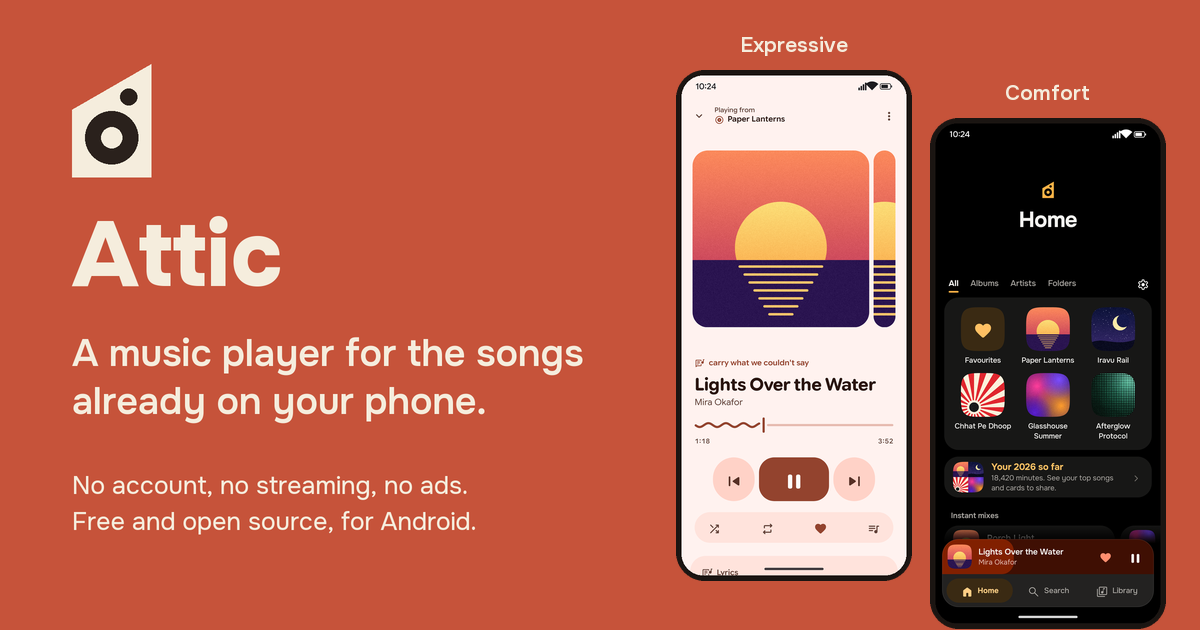 Attic
A music player for the songs
already on your phone.
No account, no streaming, no ads.
Free and open source, for Android.
Expressive
10:24
Playing from
Paper Lanterns
carry what we couldn't say
Lights Over the Water
Mira Okafor
1:18
3:52
Lyrics
Comfort
10:24
Home
All Albums Artists Folders
Favourites Paper Lanterns Iravu Rail
Chhat Pe Dhoop Glasshouse Afterglow
Summer Protocol
Your 2026 so far
18,420 minutes. See your top songs
and cards to share.
Instant mixes
Porch Light
Lights Over the Water
Mira Okafor
Home Search Library